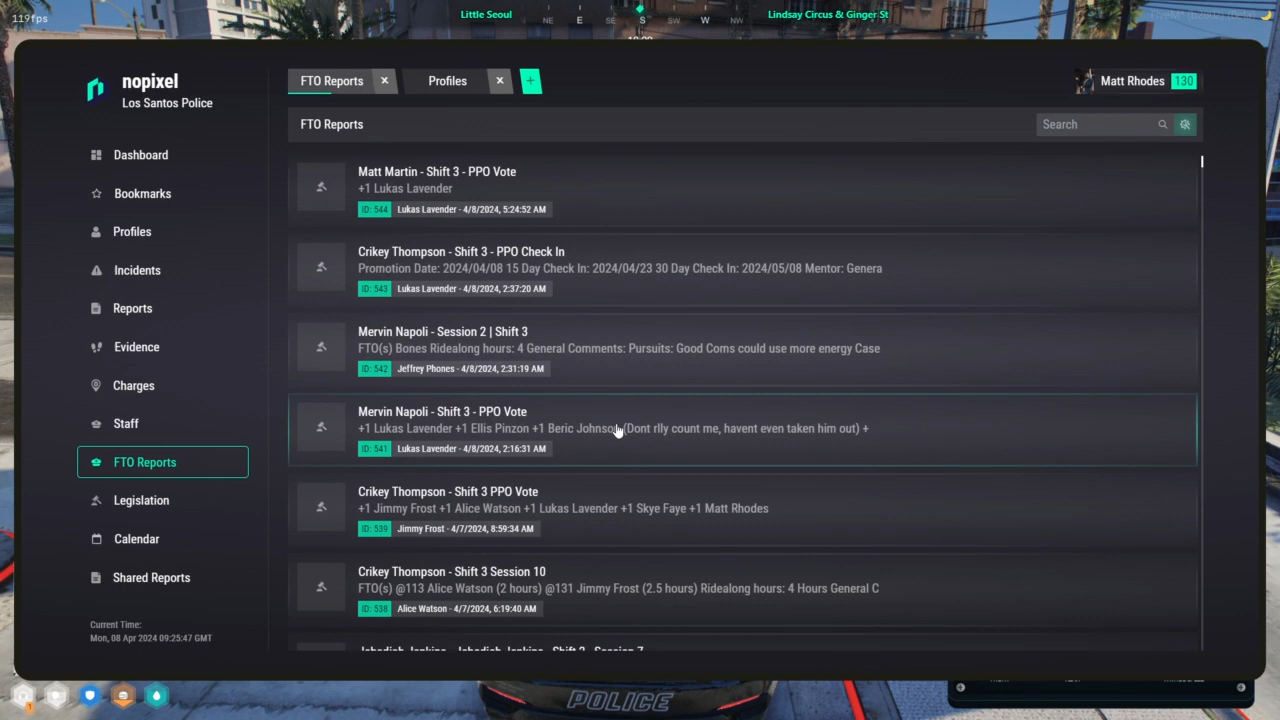 119fps
Little Seoul
NE E SE S SW W NW
Lindsay Circus & Ginger St
nopixel
Los Santos Police
FTO Reports
Profiles
+
Matt Rhodes 130
FTO Reports
Search
Dashboard
Bookmarks
Profiles
Incidents
Reports
Evidence
Charges
Staff
FTO Reports
Legislation
Calendar
Shared Reports
Current Time:
Mon, 08 Apr 2024 09:25:47 GMT
Matt Martin - Shift 3 - PPO Vote
+1 Lukas Lavender
ID: 544 Lukas Lavender - 4/8/2024, 5:24:52 AM
Crikey Thompson - Shift 3 - PPO Check In
Promotion Date: 2024/04/08 15 Day Check In: 2024/04/23 30 Day Check In: 2024/05/08 Mentor: Genera
ID: 543 Lukas Lavender - 4/8/2024, 2:37:20 AM
Mervin Napoli - Session 2 | Shift 3
FTO(s) Bones Ridealong hours: 4 General Comments: Pursuits: Good Coms could use more energy Case
ID: 542 Jeffrey Phones - 4/8/2024, 2:31:19 AM
Mervin Napoli - Shift 3 - PPO Vote
+1 Lukas Lavender +1 Ellis Pinzon +1 Beric Johnson (Dont rlly count me, havent even taken him out) +
ID: 541 Lukas Lavender - 4/8/2024, 2:16:31 AM
Crikey Thompson - Shift 3 PPO Vote
+1 Jimmy Frost +1 Alice Watson +1 Lukas Lavender +1 Skye Faye +1 Matt Rhodes
ID: 539 Jimmy Frost - 4/7/2024, 8:59:34 AM
Crikey Thompson - Shift 3 Session 10
FTO(s) @113 Alice Watson (2 hours) @131 Jimmy Frost (2.5 hours) Ridealong hours: 4 Hours General C
ID: 538 Alice Watson - 4/7/2024, 6:19:40 AM
POLICE